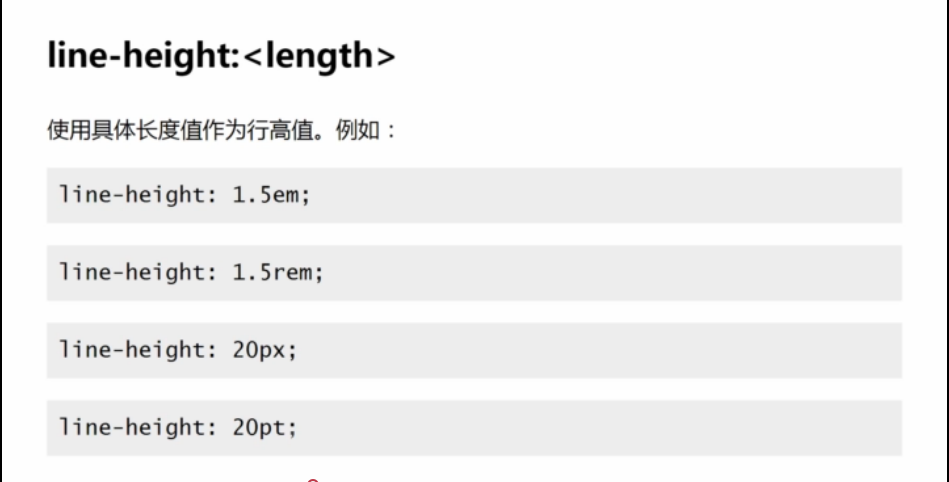 line-height:<length>
使用具体长度值作为行高值。例如：
line-height: 1.5em;
line-height: 1.5rem;
line-height: 20px;
line-height: 20pt;